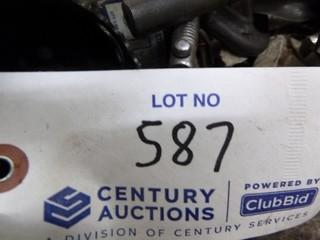 LOT NO
587
CENTURY AUCTIONS
POWERED BY
ClubBid
A DIVISION OF CENTURY SERVICES